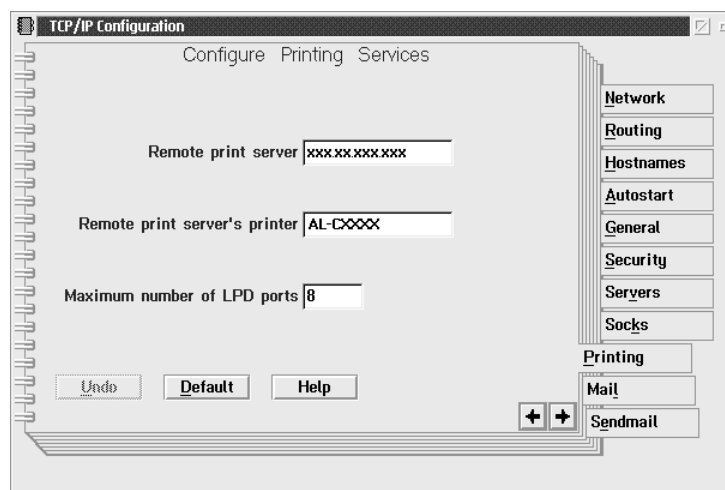 TCP/IP Configuration
Configure Printing Services
Remote print server xxx.xx.xxx.xxx
Remote print server's printer AL-CXXXX
Maximum number of LPD ports 8
Undo Default Help
Network
Routing
Hostnames
Autostart
General
Security
Servers
Socks
Printing
Mail
Sendmail